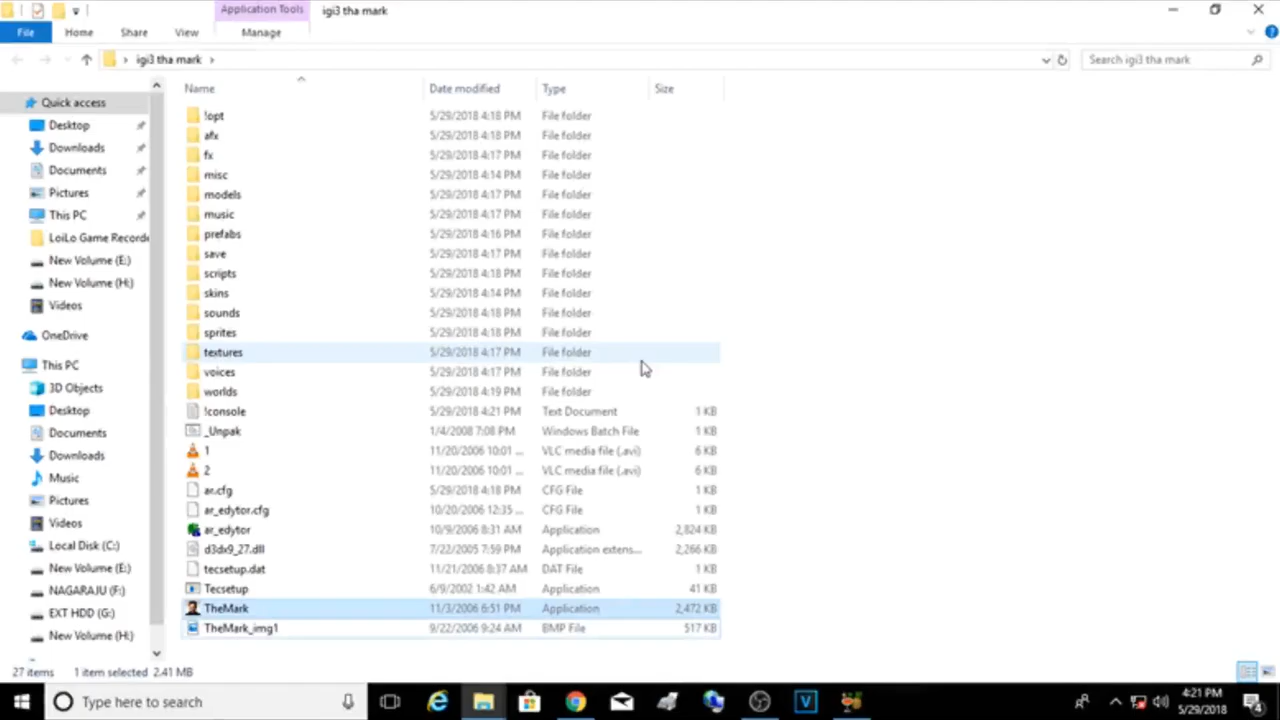 Application Tools
igi3 tha mark
File
Home
Share
View
Manage
igi3 tha mark
Search igi3 tha mark
Quick access
Desktop
Downloads
Documents
Pictures
This PC
LoiLo Game Recorde
New Volume (E:)
New Volume (H:)
Videos
OneDrive
This PC
3D Objects
Desktop
Documents
Downloads
Music
Pictures
Videos
Local Disk (C:)
New Volume (E:)
NAGARAJU (F:)
EXT HDD (G:)
New Volume (H:)
Name Date modified Type Size
!opt 5/29/2018 4:18 PM File folder
afx 5/29/2018 4:18 PM File folder
fx 5/29/2018 4:17 PM File folder
misc 5/29/2018 4:14 PM File folder
models 5/29/2018 4:17 PM File folder
music 5/29/2018 4:17 PM File folder
prefabs 5/29/2018 4:16 PM File folder
save 5/29/2018 4:17 PM File folder
scripts 5/29/2018 4:18 PM File folder
skins 5/29/2018 4:14 PM File folder
sounds 5/29/2018 4:18 PM File folder
sprites 5/29/2018 4:18 PM File folder
textures 5/29/2018 4:17 PM File folder
voices 5/29/2018 4:17 PM File folder
worlds 5/29/2018 4:19 PM File folder
!console 5/29/2018 4:21 PM Text Document 1 KB
_Unpak 1/4/2008 7:08 PM Windows Batch File 1 KB
1 11/20/2006 10:01 ... VLC media file (.avi) 6 KB
2 11/20/2006 10:01 ... VLC media file (.avi) 6 KB
ar.cfg 5/29/2018 4:18 PM CFG File 1 KB
ar_edytor.cfg 10/20/2006 12:35 ... CFG File 1 KB
ar_edytor 10/9/2006 8:31 AM Application 2,824 KB
d3dx9_27.dll 7/22/2005 7:59 PM Application extens... 2,266 KB
tecsetup.dat 11/21/2006 8:37 AM DAT File 1 KB
Tecsetup 6/9/2002 1:42 AM Application 41 KB
TheMark 11/3/2006 6:51 PM Application 2,472 KB
TheMark_img1 9/22/2006 9:24 AM BMP File 517 KB
27 items 1 item selected 2.41 MB
Type here to search
4:21 PM
5/29/2018
4